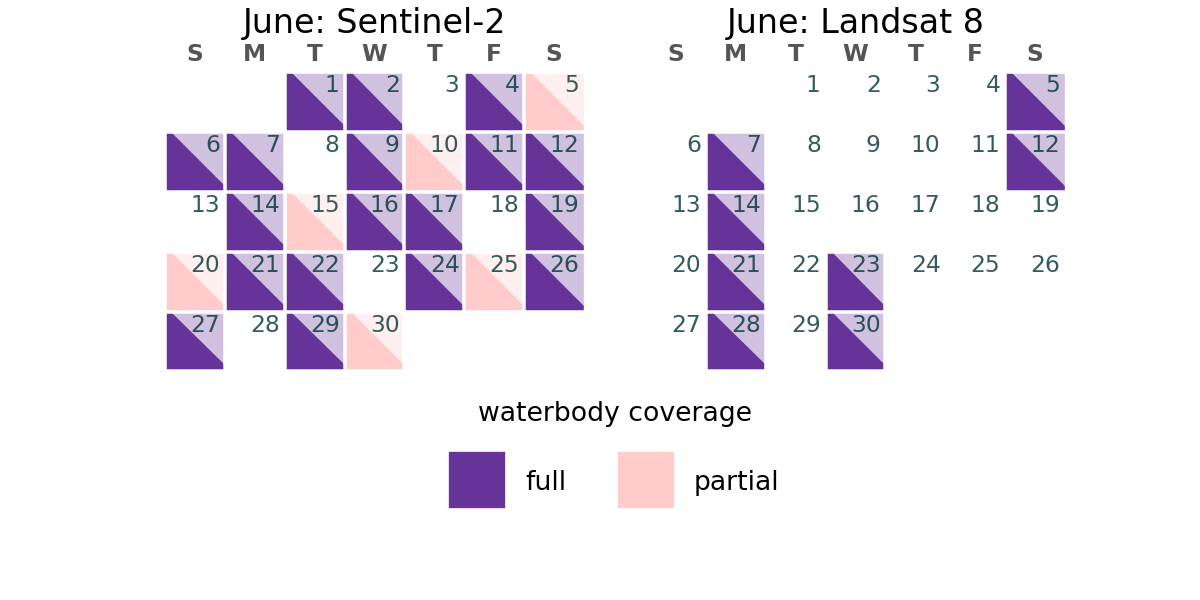 June: Sentinel-2
S M T W T F S
1 2 3 4 5
6 7 8 9 10 11 12
13 14 15 16 17 18 19
20 21 22 23 24 25 26
27 28 29 30
June: Landsat 8
S M T W T F S
1 2 3 4 5
6 7 8 9 10 11 12
13 14 15 16 17 18 19
20 21 22 23 24 25 26
27 28 29 30
waterbody coverage
full partial